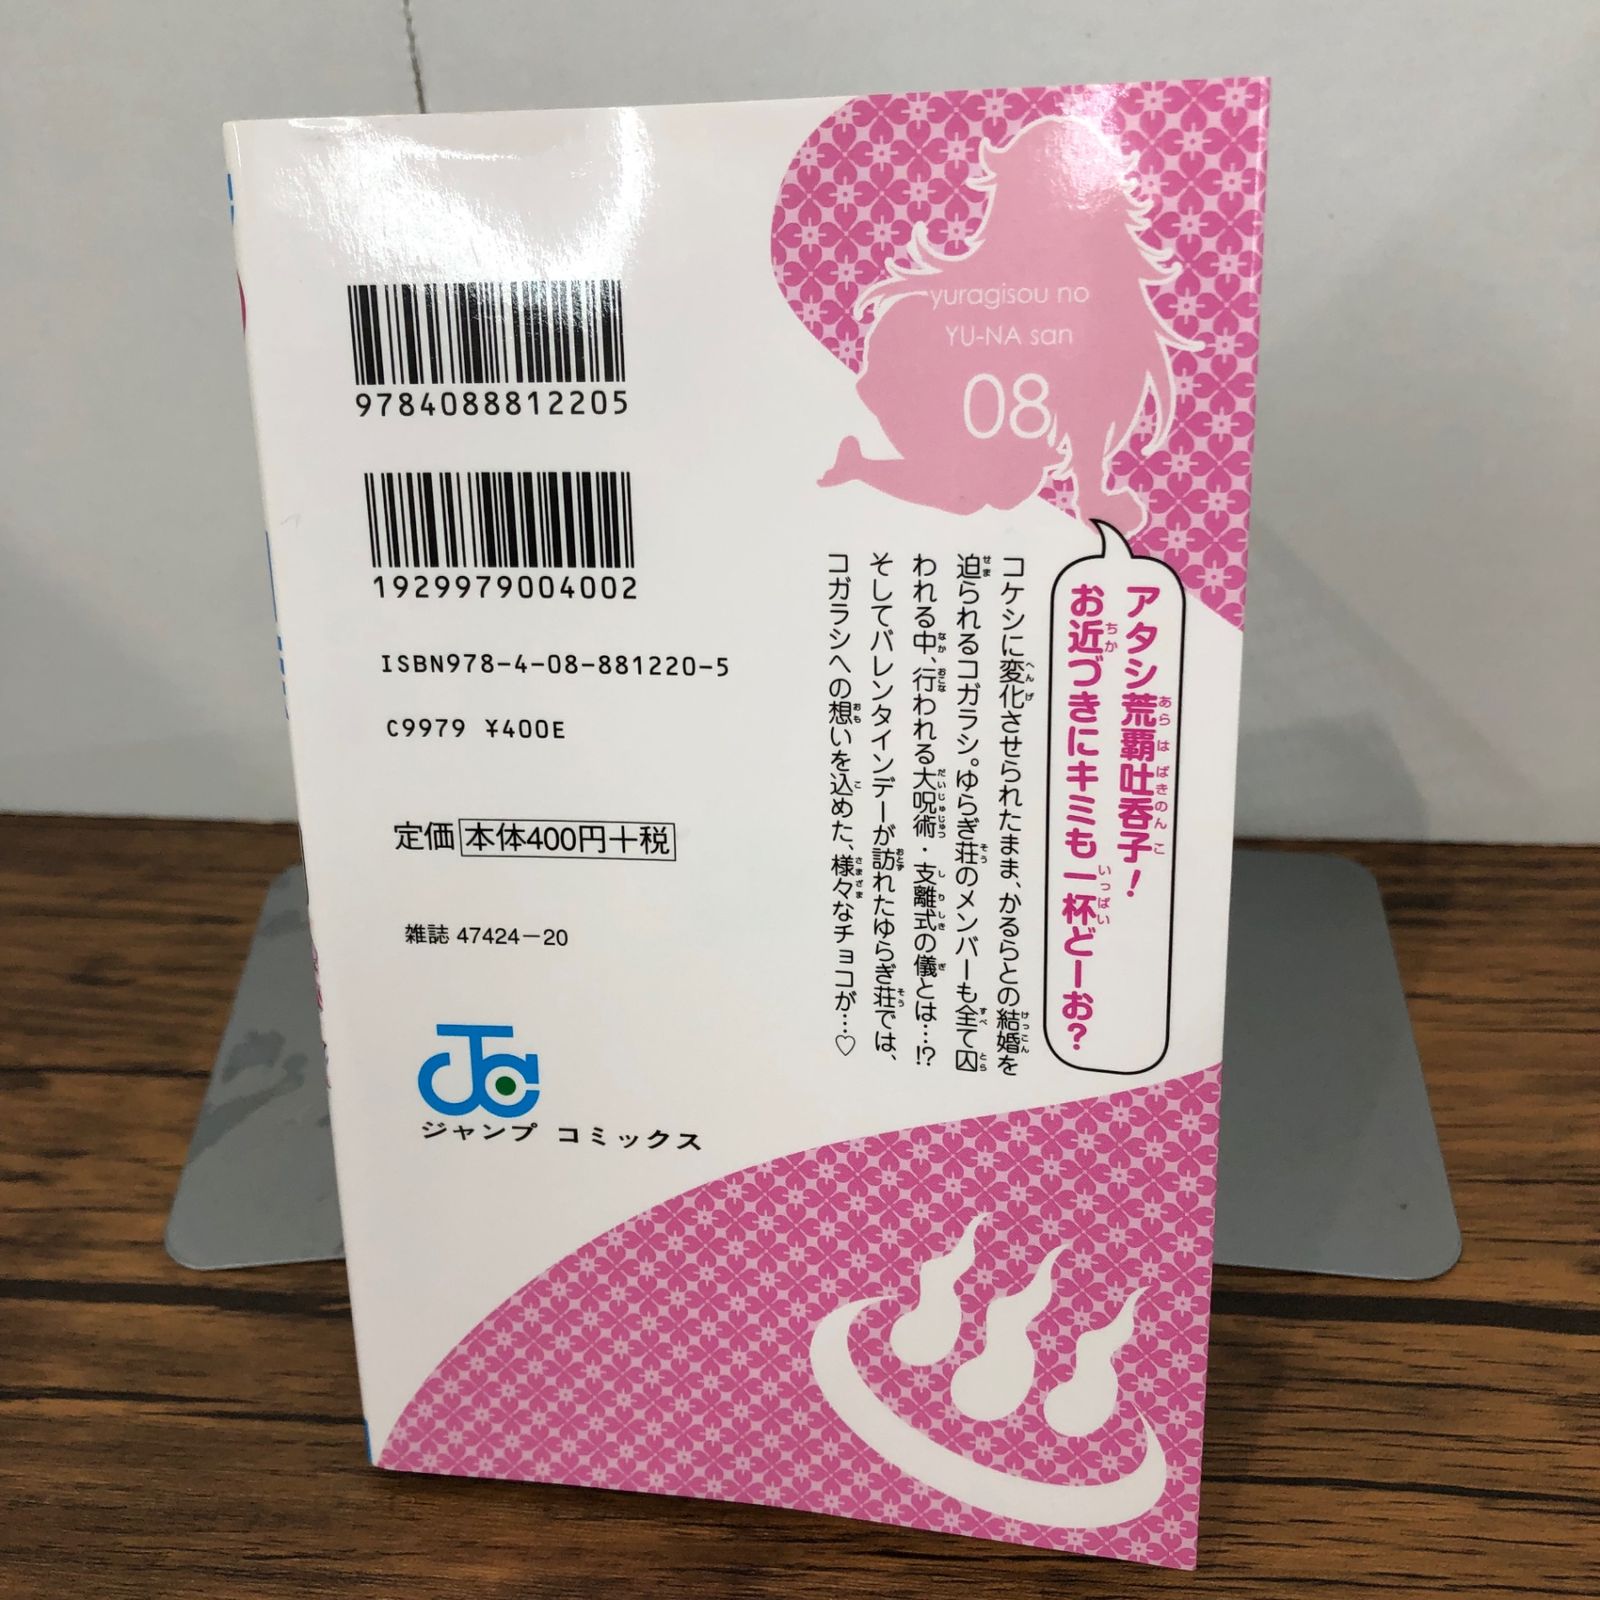 yuragisou no
YU-NA san
08
9784088812205
1929979004002
ISBN978-4-08-881220-5
C9979 ¥400E
定価 本体400円+税
雑誌 47424-20
ジャンプ コミックス
アタシ荒覇吐呑子!
お近づきにキミも一杯どーお?
コケシに変化させられたまま、かるらとの結婚を
迫られるコガラシ。ゆらぎ荘のメンバーも全て囚
われる中、行われる大呪術・支離式の儀とは…!?
そしてバレンタインデーが訪れたゆらぎ荘では、
コガラシへの想いを込めた、様々なチョコが…♡